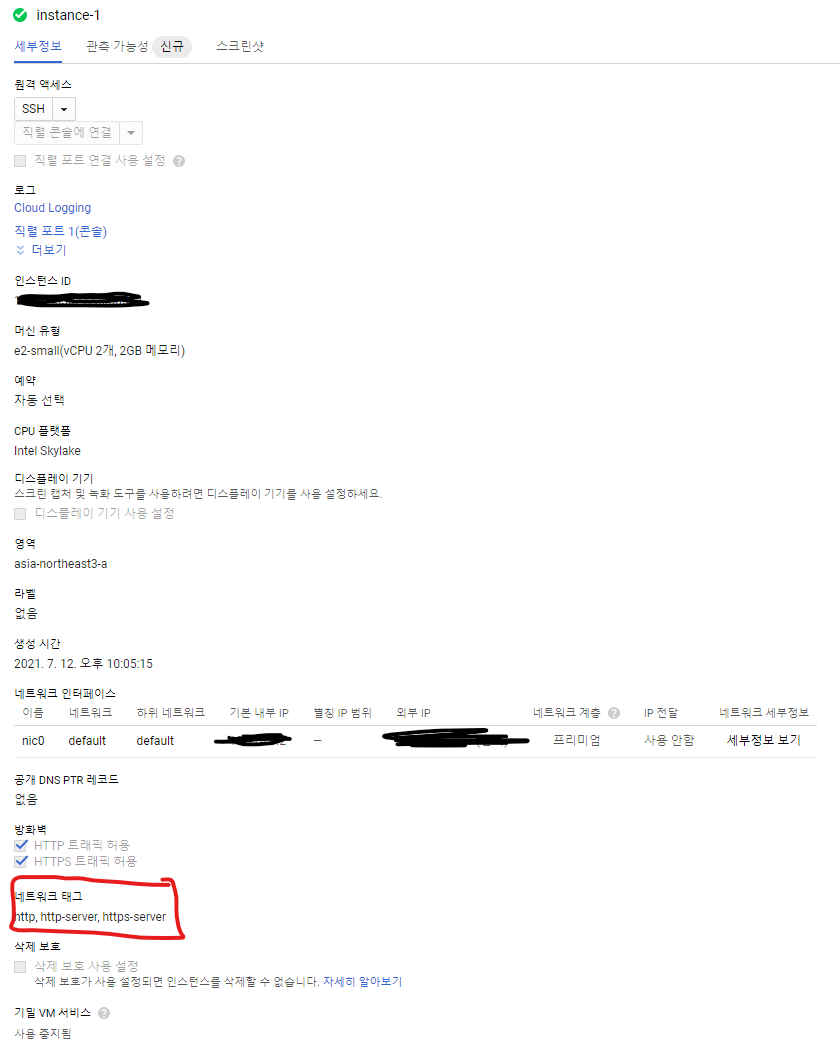 instance-1
세부정보 관측 가능성 신규 스크린샷
원격 액세스
SSH
직렬 콘솔에 연결
직렬 포트 연결 사용 설정
로그
Cloud Logging
직렬 포트 1(콘솔)
더보기
인스턴스 ID
머신 유형
e2-small(vCPU 2개, 2GB 메모리)
예약
자동 선택
CPU 플랫폼
Intel Skylake
디스플레이 기기
스크린 캡처 및 녹화 도구를 사용하려면 디스플레이 기기를 사용 설정하세요.
디스플레이 기기 사용 설정
영역
asia-northeast3-a
라벨
없음
생성 시간
2021. 7. 12. 오후 10:05:15
네트워크 인터페이스
이름 네트워크 하위 네트워크 기본 내부 IP 별칭 IP 범위 외부 IP 네트워크 계층 IP 전달 네트워크 세부정보
nic0 default default — 프리미엄 사용 안함 세부정보 보기
공개 DNS PTR 레코드
없음
방화벽
HTTP 트래픽 허용
HTTPS 트래픽 허용
네트워크 태그
http, http-server, https-server
삭제 보호
삭제 보호 사용 설정
삭제 보호가 사용 설정되면 인스턴스를 삭제할 수 없습니다. 자세히 알아보기
기밀 VM 서비스
사용 중지됨